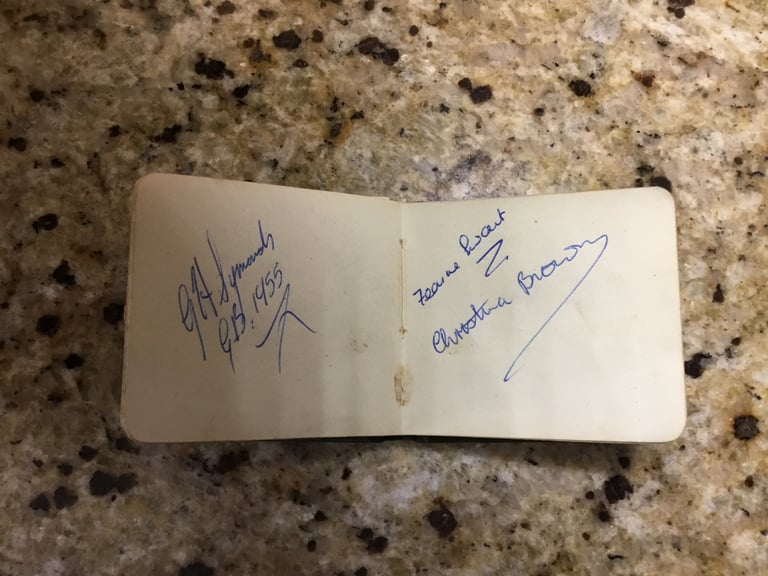 G H Symonds
G.B. 1955
Christina Brown